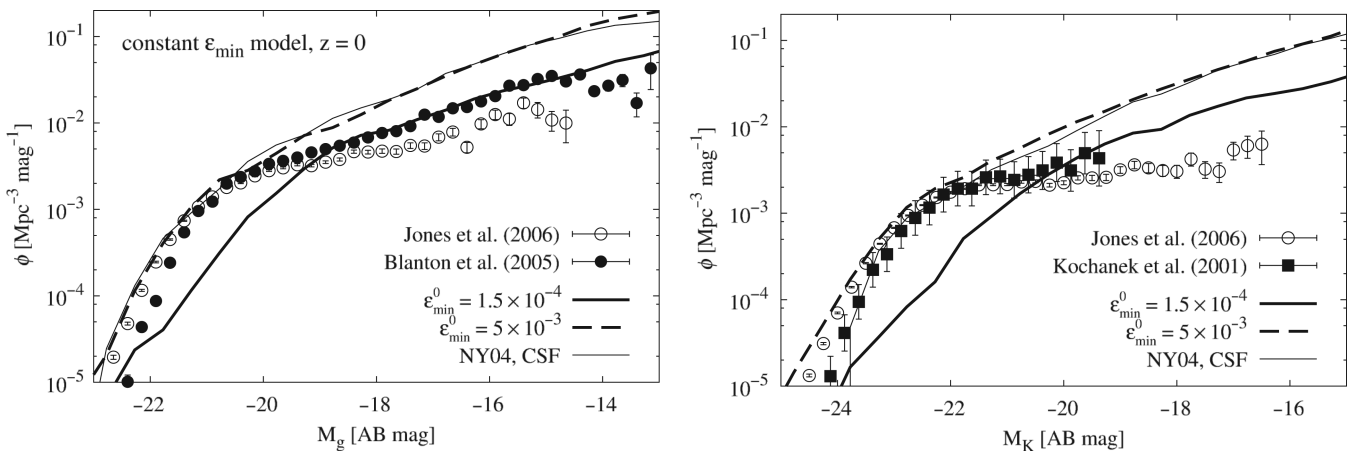 constant ε_min model, z = 0
10⁻¹
10⁻²
10⁻³
10⁻⁴
10⁻⁵
ϕ [Mpc⁻³ mag⁻¹]
Jones et al. (2006)
Blanton et al. (2005)
ε⁰_min = 1.5 × 10⁻⁴
ε⁰_min = 5 × 10⁻³
NY04, CSF
−22 −20 −18 −16 −14
M_g [AB mag]
10⁻¹
10⁻²
10⁻³
10⁻⁴
10⁻⁵
ϕ [Mpc⁻³ mag⁻¹]
Jones et al. (2006)
Kochanek et al. (2001)
ε⁰_min = 1.5 × 10⁻⁴
ε⁰_min = 5 × 10⁻³
NY04, CSF
−24 −22 −20 −18 −16
M_K [AB mag]